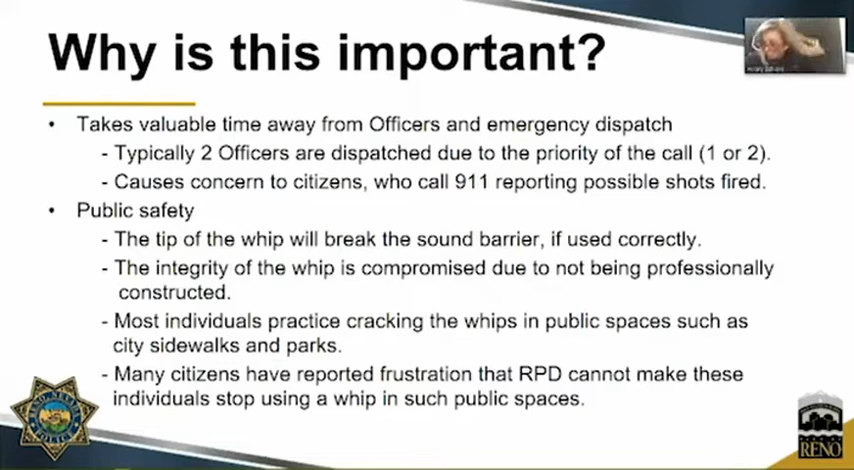 Why is this important?
• Takes valuable time away from Officers and emergency dispatch
- Typically 2 Officers are dispatched due to the priority of the call (1 or 2).
- Causes concern to citizens, who call 911 reporting possible shots fired.
• Public safety
- The tip of the whip will break the sound barrier, if used correctly.
- The integrity of the whip is compromised due to not being professionally
constructed.
- Most individuals practice cracking the whips in public spaces such as
city sidewalks and parks.
- Many citizens have reported frustration that RPD cannot make these
individuals stop using a whip in such public spaces.
RENO, NEVADA
POLICE
RENO